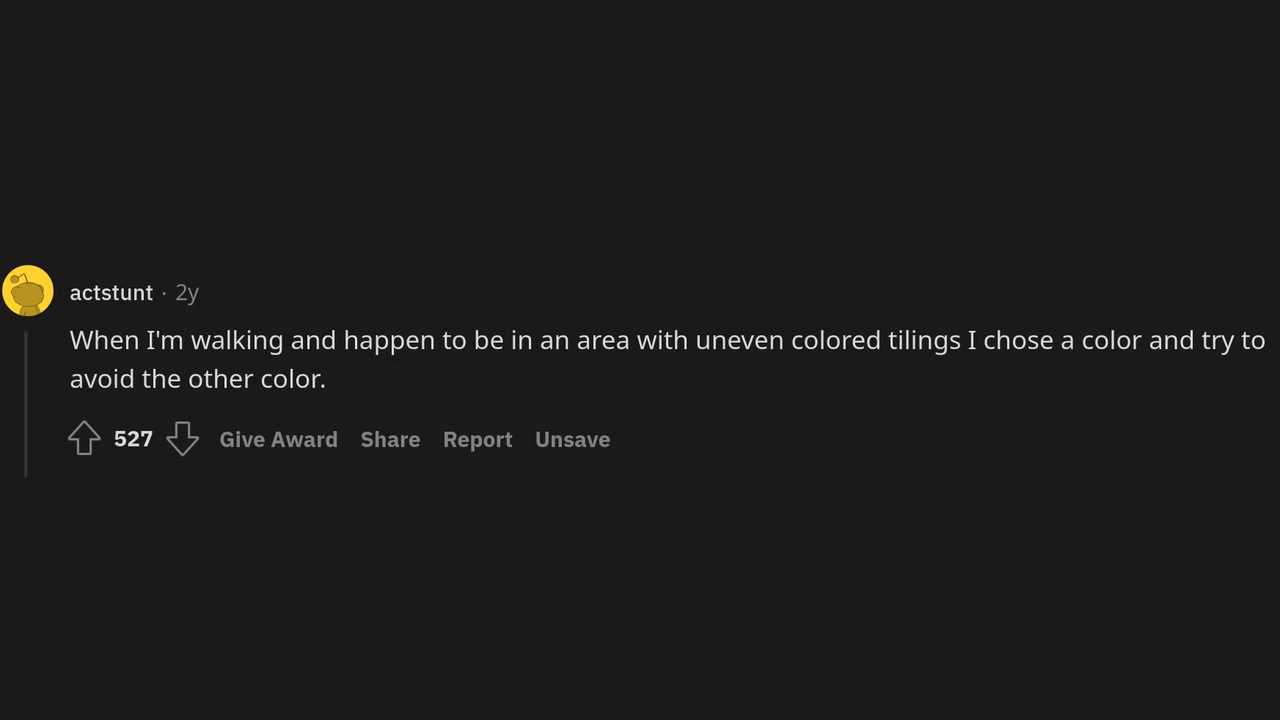 actstunt · 2y
When I'm walking and happen to be in an area with uneven colored tilings I chose a color and try to
avoid the other color.
527 Give Award Share Report Unsave